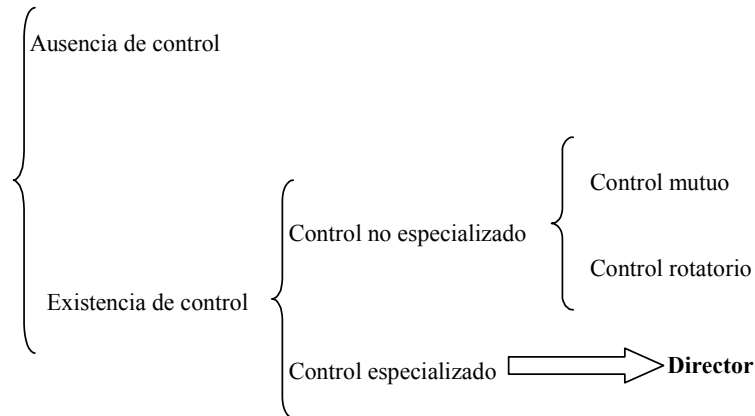 Ausencia de control
Control mutuo
Control no especializado
Control rotatorio
Existencia de control
Control especializado
Director